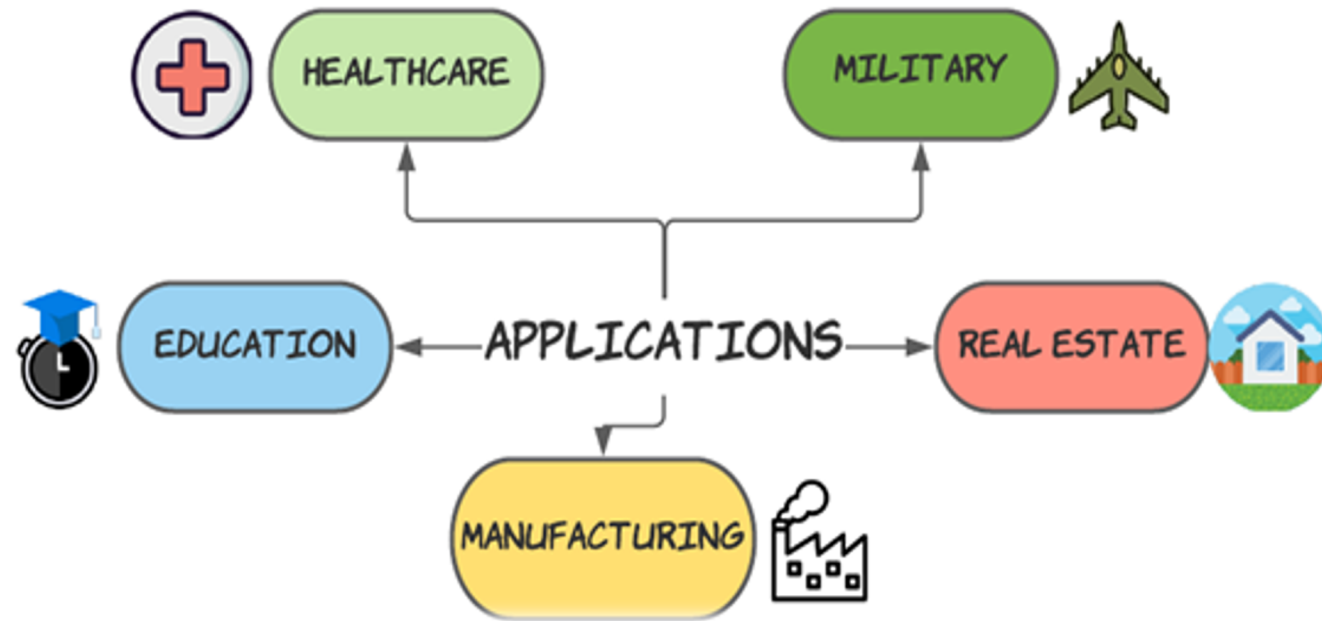 HEALTHCARE
MILITARY
EDUCATION
APPLICATIONS
REAL ESTATE
MANUFACTURING